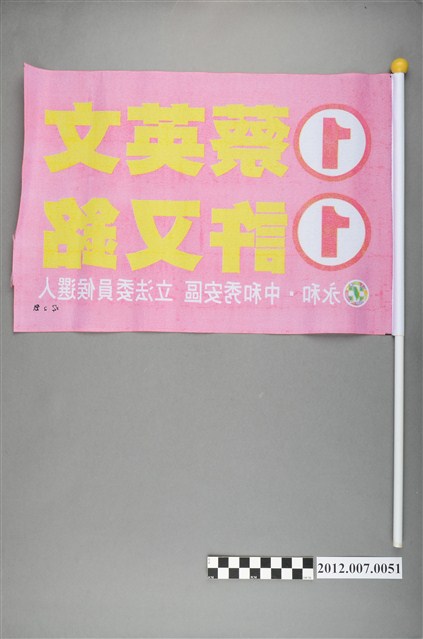 1 蔡英文
1 許又銘
永和・中和秀安區 立法委員候選人
2012.007.0051